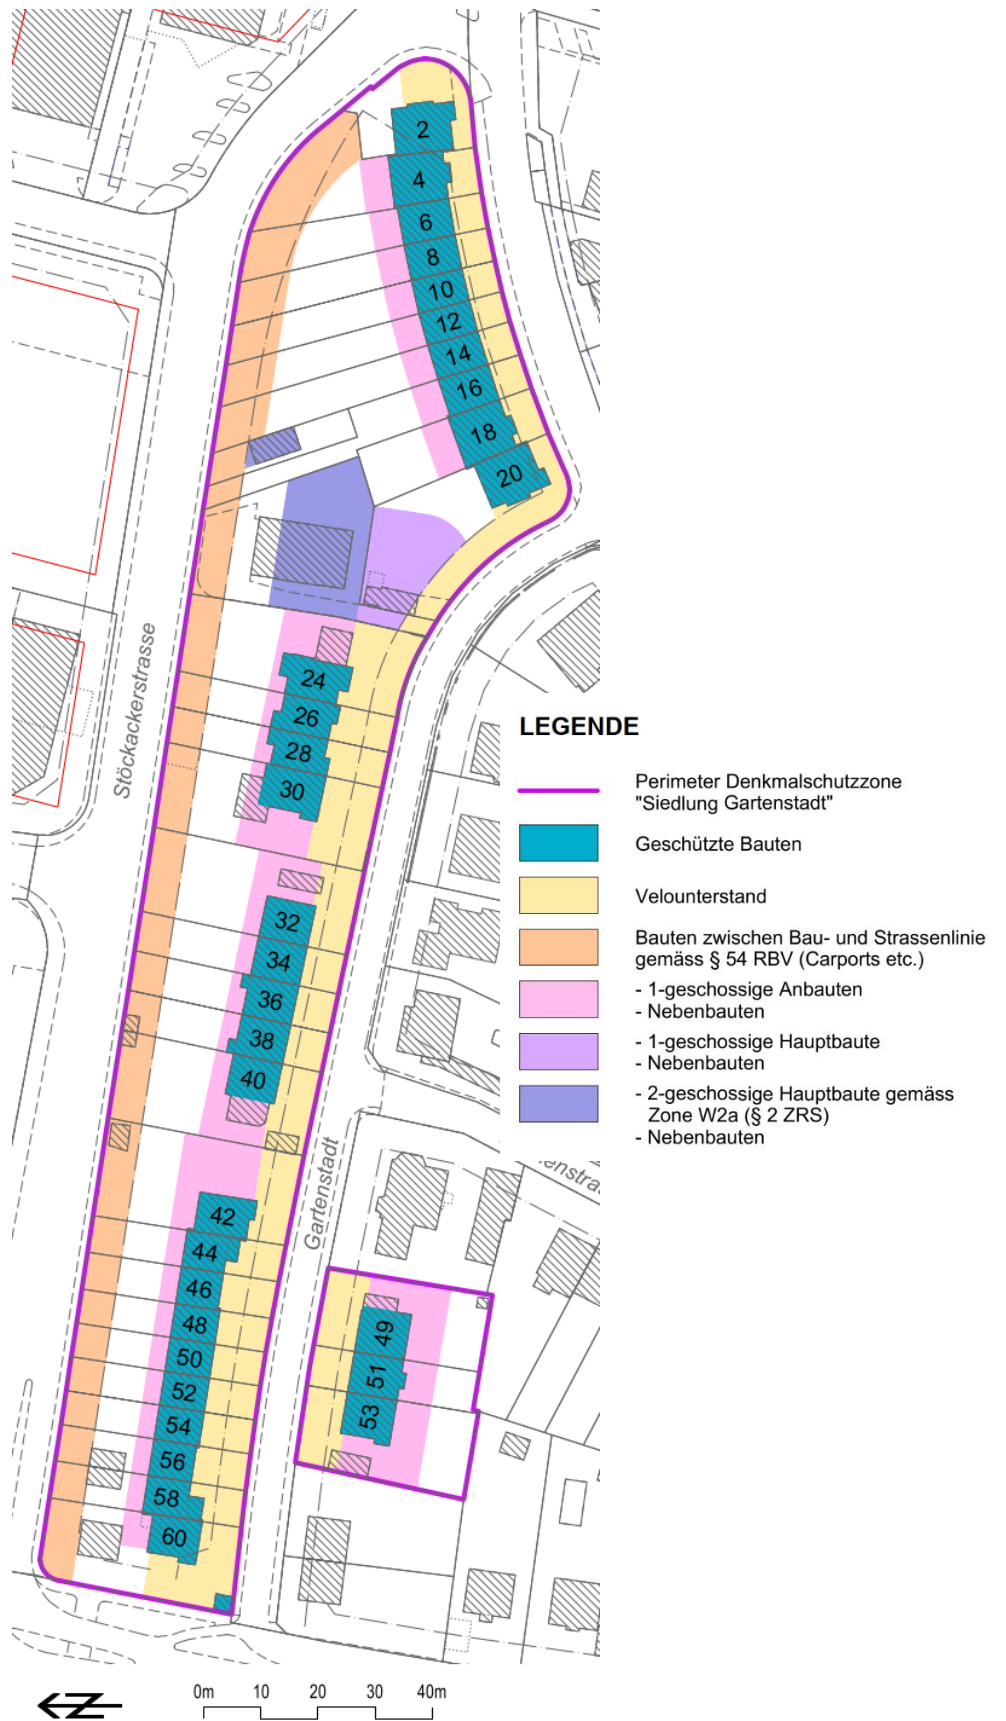 2
4
6
8
10
12
14
16
18
20
Stöckackerstrasse
24
26
28
30
32
34
36
38
40
Gartenstadt
42
44
46
48
50
52
54
56
58
60
49
51
53
LEGENDE
Perimeter Denkmalschutzzone
"Siedlung Gartenstadt"
Geschützte Bauten
Velounterstand
Bauten zwischen Bau- und Strassenlinie
gemäss § 54 RBV (Carports etc.)
- 1-geschossige Anbauten
- Nebenbauten
- 1-geschossige Hauptbaute
- Nebenbauten
- 2-geschossige Hauptbaute gemäss
Zone W2a (§ 2 ZRS)
- Nebenbauten
Z
0m 10 20 30 40m